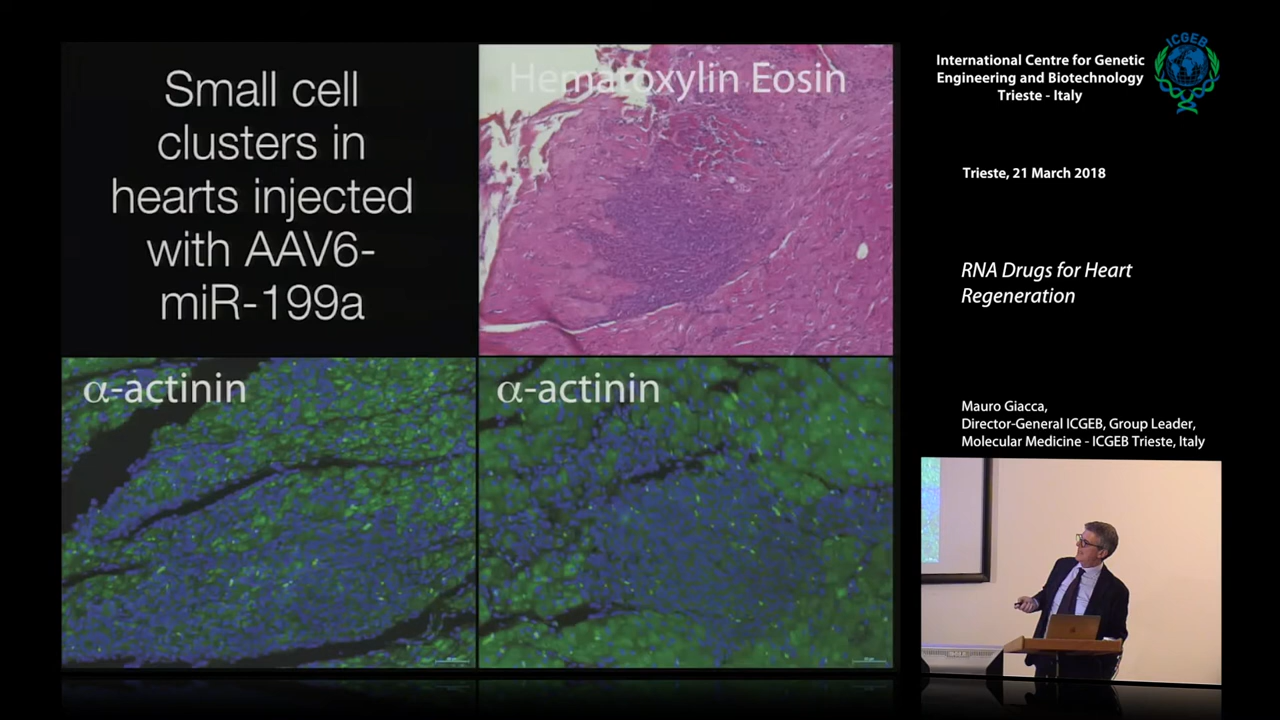 Small cell
clusters in
hearts injected
with AAV6-
miR-199a
Hematoxylin Eosin
α-actinin
α-actinin
ICGEB
International Centre for Genetic
Engineering and Biotechnology
Trieste - Italy
Trieste, 21 March 2018
RNA Drugs for Heart
Regeneration
Mauro Giacca,
Director-General ICGEB, Group Leader,
Molecular Medicine - ICGEB Trieste, Italy